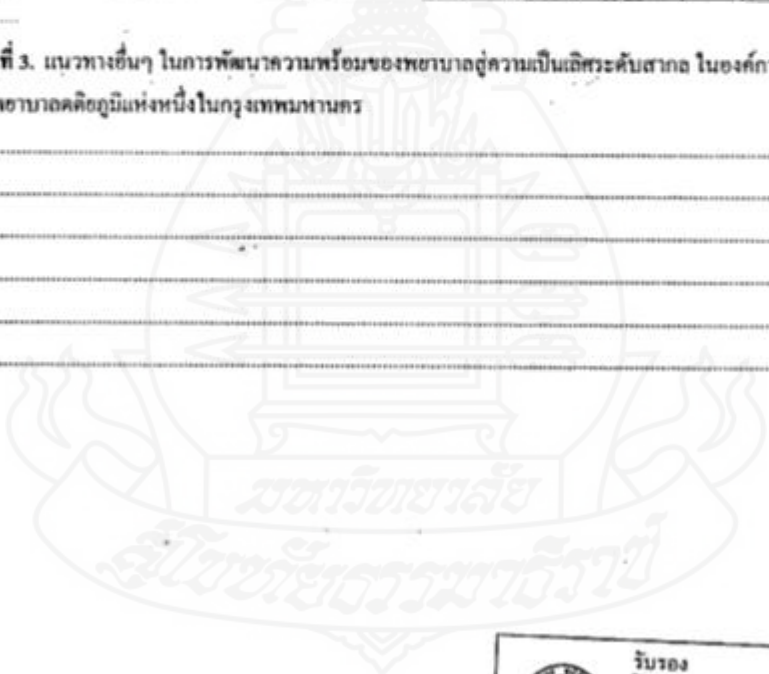 ที่ 3. แนวทางอื่นๆ ในการพัฒนาความพร้อมของพยาบาลสู่ความเป็นเลิศระดับสากล ในองค์กา
ยาบาลตติยภูมิแห่งหนึ่งในกรุงเทพมหานคร
มหาวิทยาลัย
สุโขทัยธรรมาธิราช
รับรอง